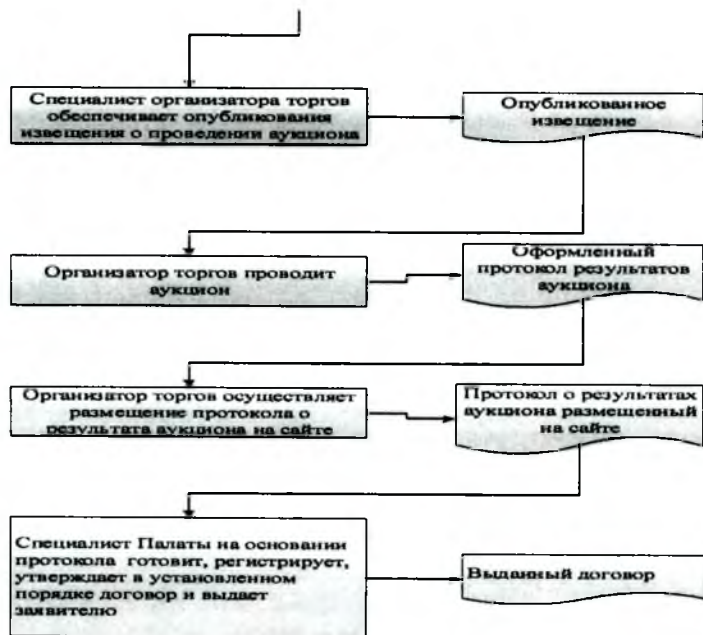 Специалист организатора торгов
обеспечивает опубликования
извещения о проведении аукциона
Опубликованное
извещение
Организатор торгов проводит
аукцион
Оформленный
протокол результатов
аукциона
Организатор торгов осуществляет
размещение протокола о
результата аукциона на сайте
Протокол о результатах
аукциона размещенный
на сайте
Специалист Палаты на основании
протокола готовит, регистрирует,
утверждает в установленном
порядке договор и выдает
заявителю
Выданный договор